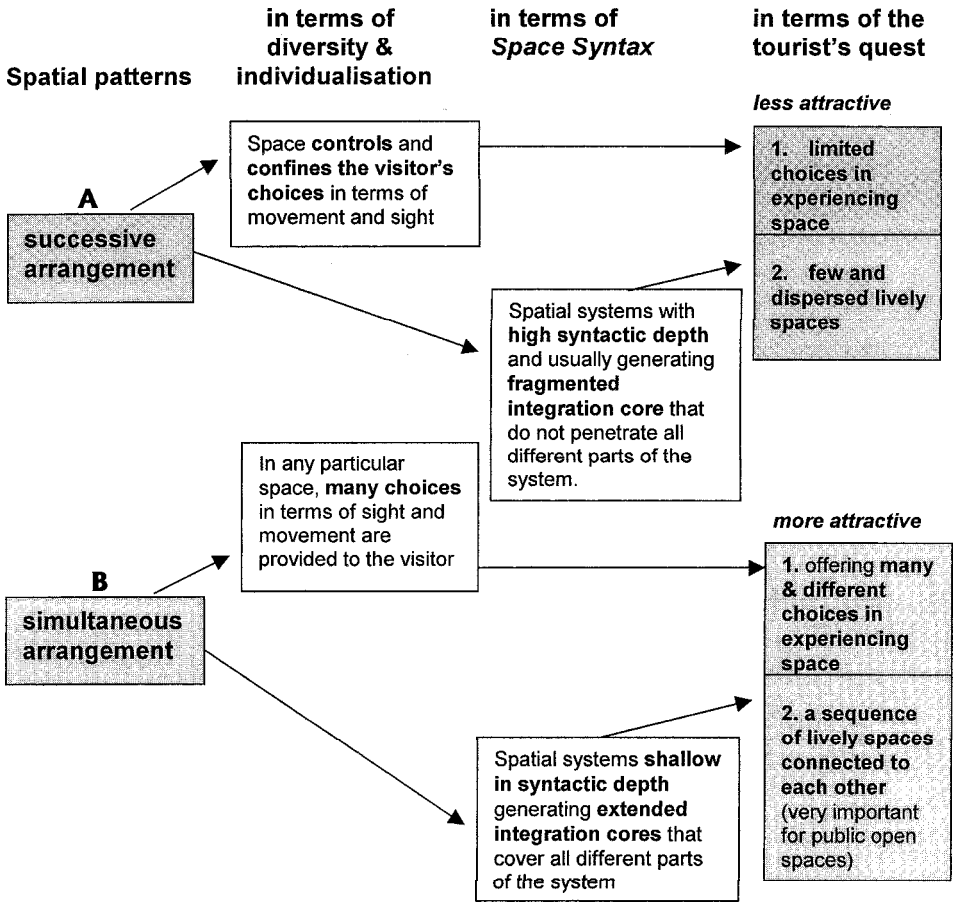 Spatial patterns
in terms of
diversity &
individualisation
in terms of
Space Syntax
in terms of the
tourist's quest
less attractive
A
successive
arrangement
Space controls and
confines the visitor's
choices in terms of
movement and sight
Spatial systems with
high syntactic depth
and usually generating
fragmented
integration core that
do not penetrate all
different parts of the
system.
1. limited
choices in
experiencing
space
2. few and
dispersed lively
spaces
more attractive
B
simultaneous
arrangement
In any particular
space, many choices
in terms of sight and
movement are
provided to the visitor
Spatial systems shallow
in syntactic depth
generating extended
integration cores that
cover all different parts
of the system
1. offering many
& different
choices in
experiencing
space
2. a sequence
of lively spaces
connected to
each other
(very important
for public open
spaces)